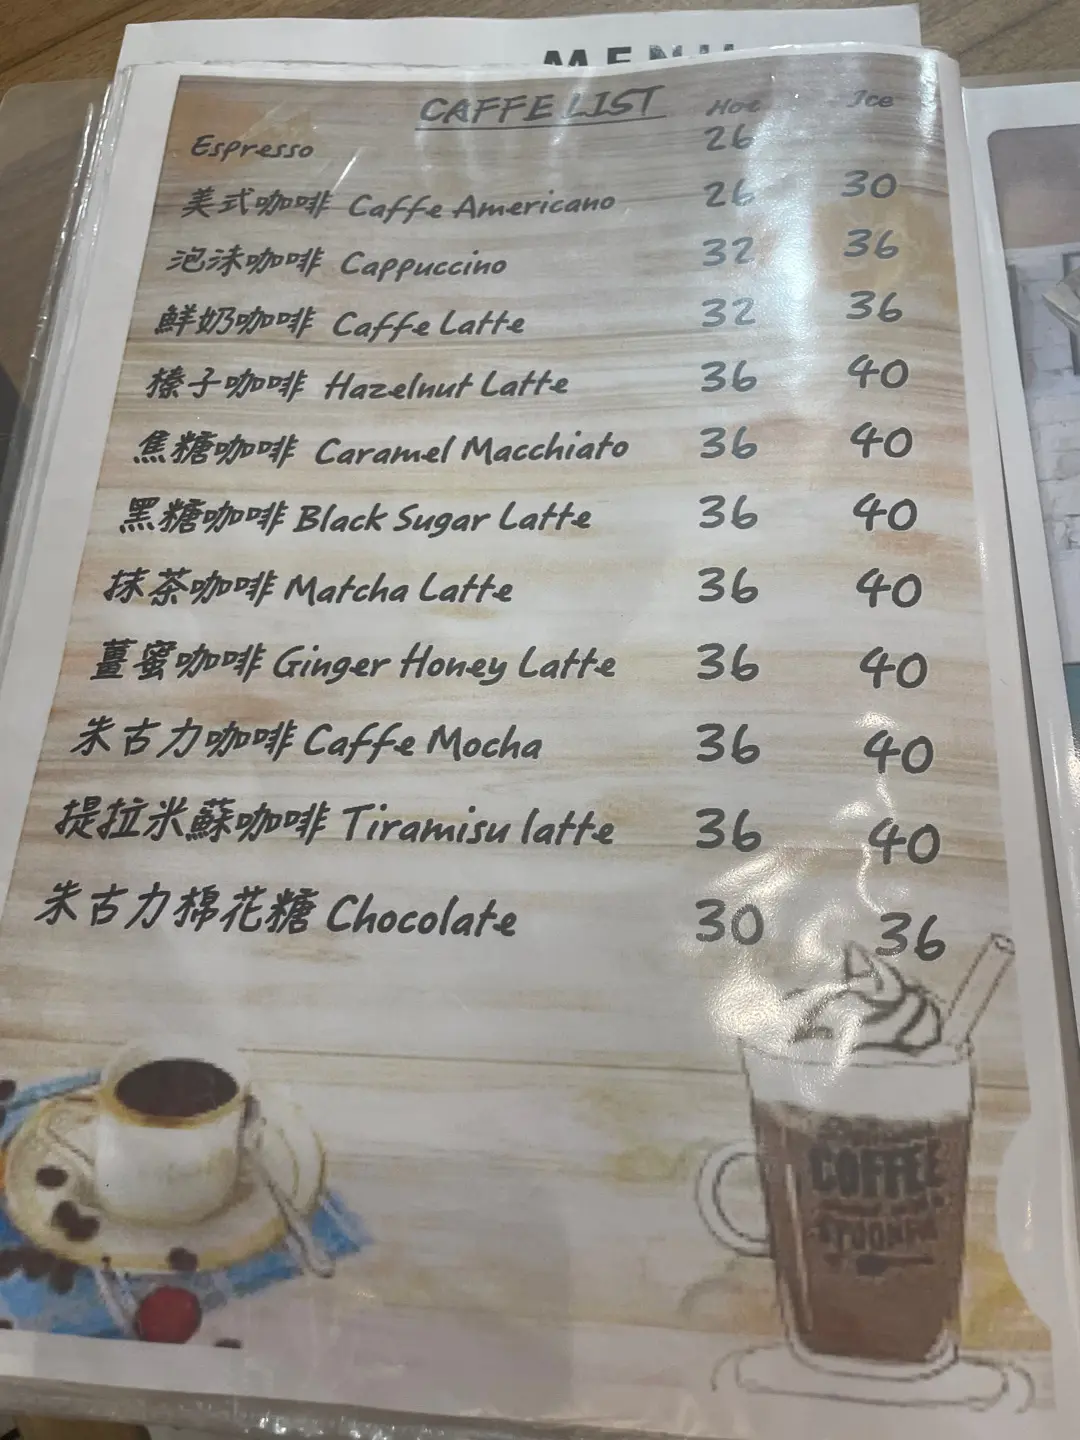 MENU
CAFFE LIST Hot Ice
Espresso 26
美式咖啡 Caffe Americano 26 30
泡沫咖啡 Cappuccino 32 36
鮮奶咖啡 Caffe Latte 32 36
榛子咖啡 Hazelnut Latte 36 40
焦糖咖啡 Caramel Macchiato 36 40
黑糖咖啡 Black Sugar Latte 36 40
抹茶咖啡 Matcha Latte 36 40
薑蜜咖啡 Ginger Honey Latte 36 40
朱古力咖啡 Caffe Mocha 36 40
提拉米蘇咖啡 Tiramisu latte 36 40
朱古力棉花糖 Chocolate 30 36
COFFEE